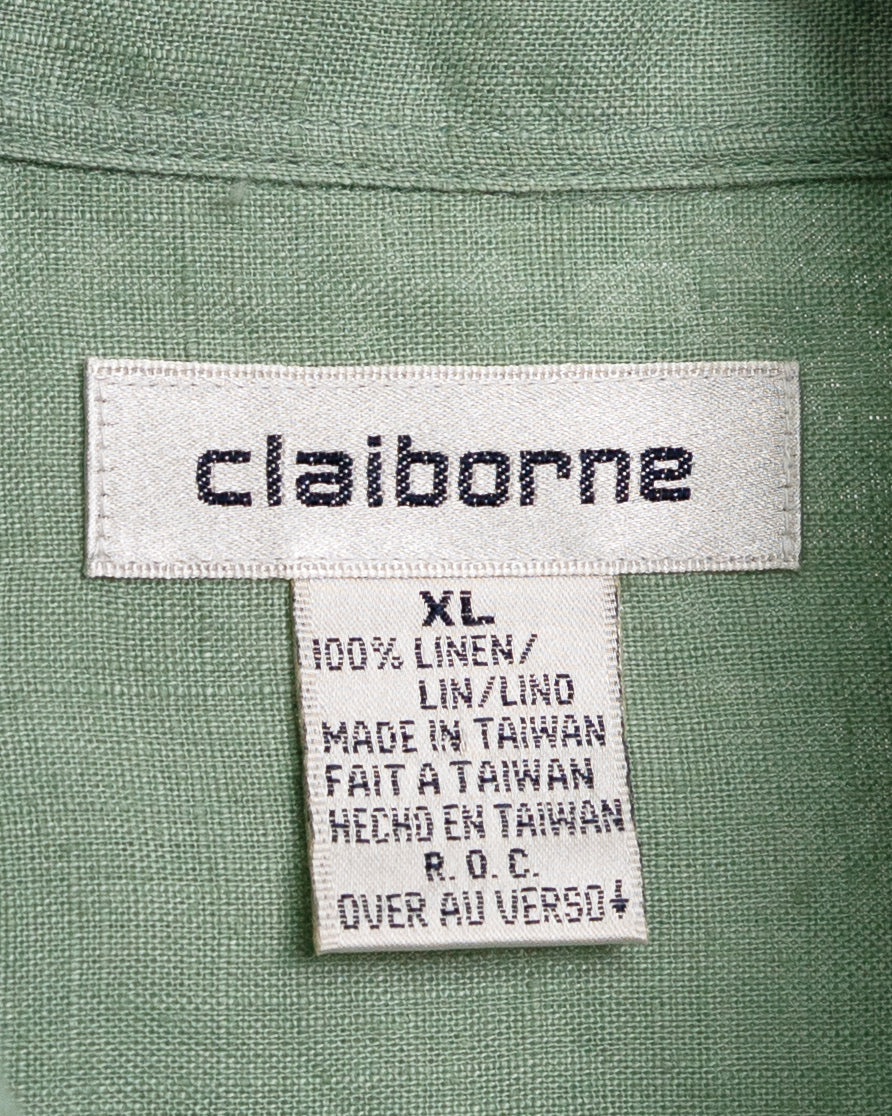 claiborne
XL
100% LINEN/
LIN/LINO
MADE IN TAIWAN
FAIT A TAIWAN
HECHO EN TAIWAN
R.O.C.
OVER AU VERSO↓